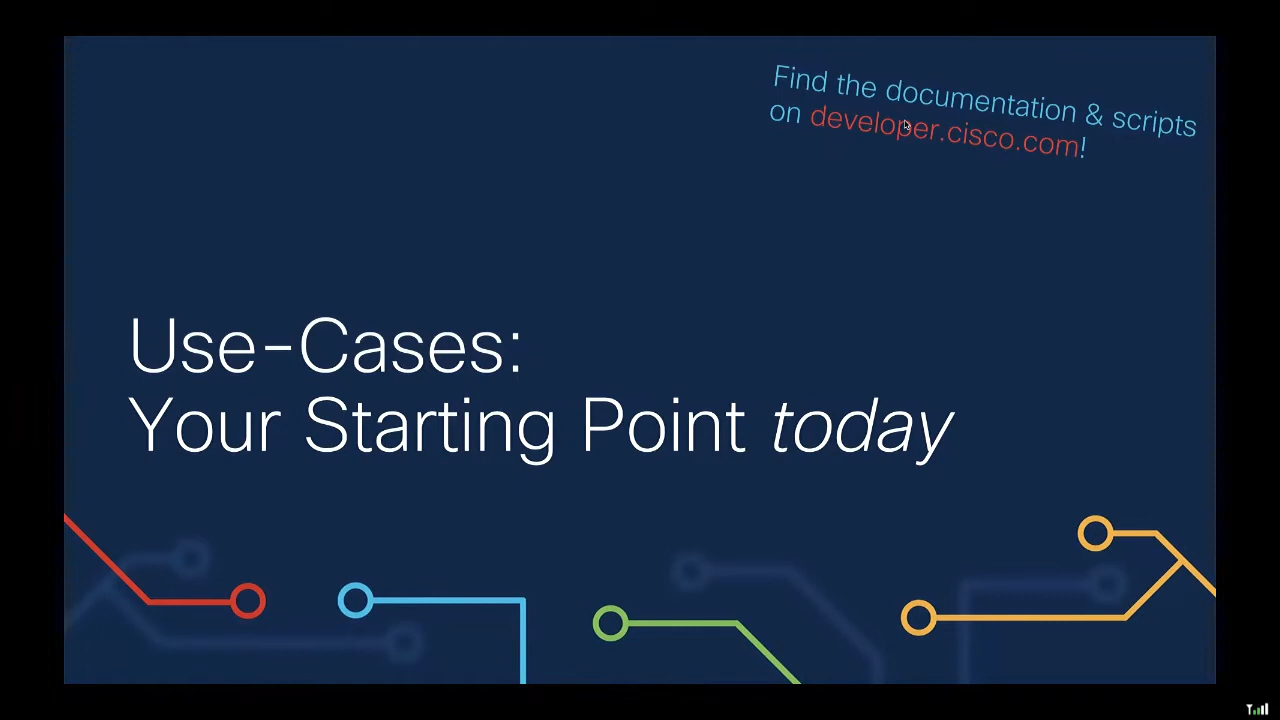 Find the documentation & scripts
on developer.cisco.com!
Use-Cases:
Your Starting Point today